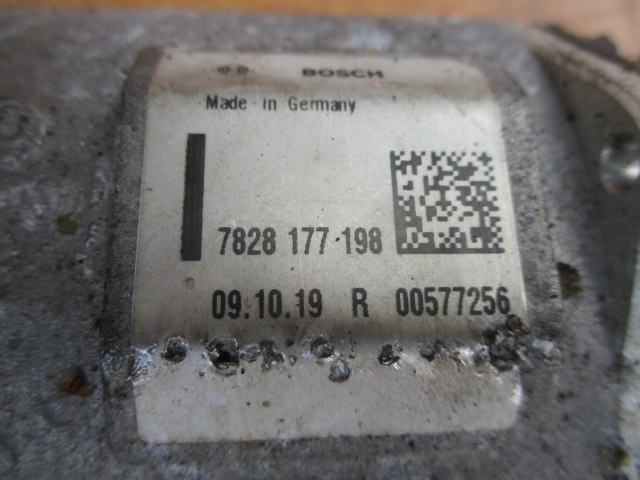 BOSCH
Made in Germany
7828 177 198
09.10.19 R 00577256